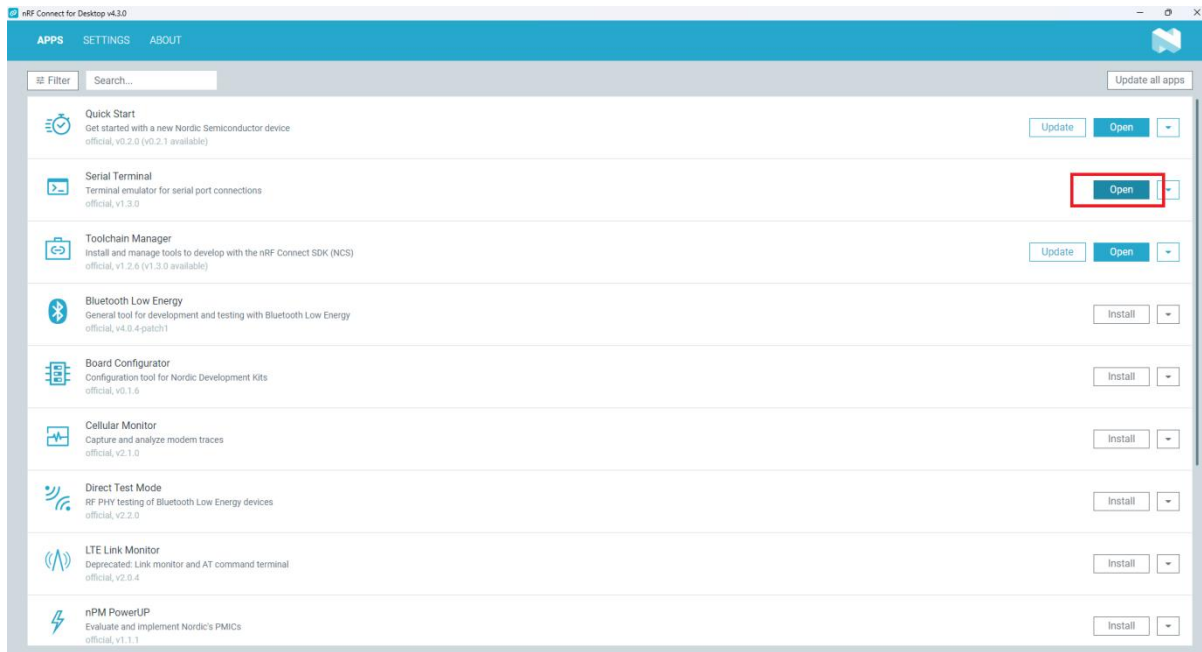 nRF Connect for Desktop v4.3.0
APPS SETTINGS ABOUT
Filter Search... Update all apps
Quick Start
Get started with a new Nordic Semiconductor device
official, v0.2.0 (v0.2.1 available)
Update Open
Serial Terminal
Terminal emulator for serial port connections
official, v1.3.0
Open
Toolchain Manager
Install and manage tools to develop with the nRF Connect SDK (NCS)
official, v1.2.6 (v1.3.0 available)
Update Open
Bluetooth Low Energy
General tool for development and testing with Bluetooth Low Energy
official, v4.0.4-patch1
Install
Board Configurator
Configuration tool for Nordic Development Kits
official, v0.1.6
Install
Cellular Monitor
Capture and analyze modem traces
official, v2.1.0
Install
Direct Test Mode
RF PHY testing of Bluetooth Low Energy devices
official, v2.2.0
Install
LTE Link Monitor
Deprecated: Link monitor and AT command terminal
official, v2.0.4
Install
nPM PowerUP
Evaluate and implement Nordic's PMICs
official, v1.1.1
Install